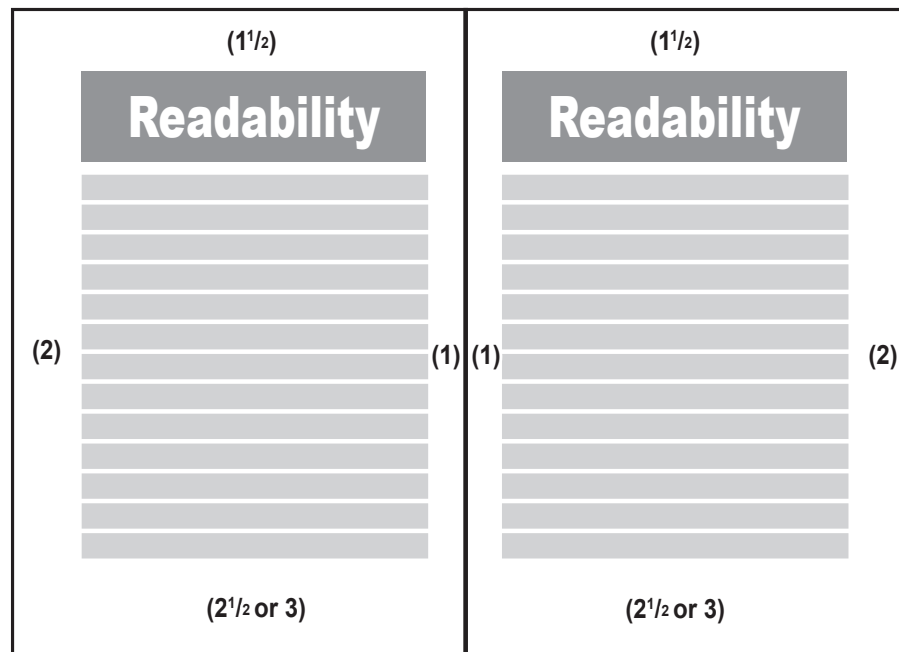 (1¹/₂)
Readability
(2)
(1)
(2¹/₂ or 3)
(1¹/₂)
Readability
(1)
(2)
(2¹/₂ or 3)